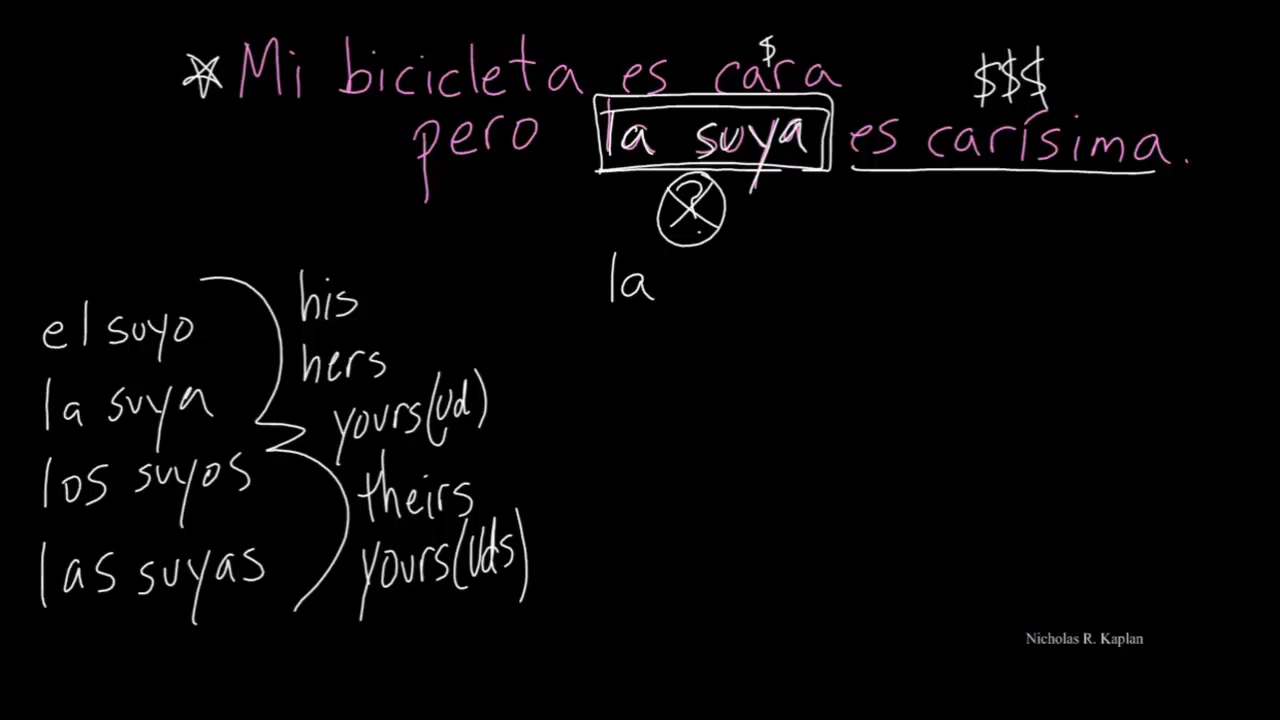 Mi bicicleta es cara
$
$$$
pero la suya es carísima.
?
la
el suyo
la suya
los suyos
las suyas
his
hers
yours(Ud)
theirs
yours(Uds)
Nicholas R. Kaplan